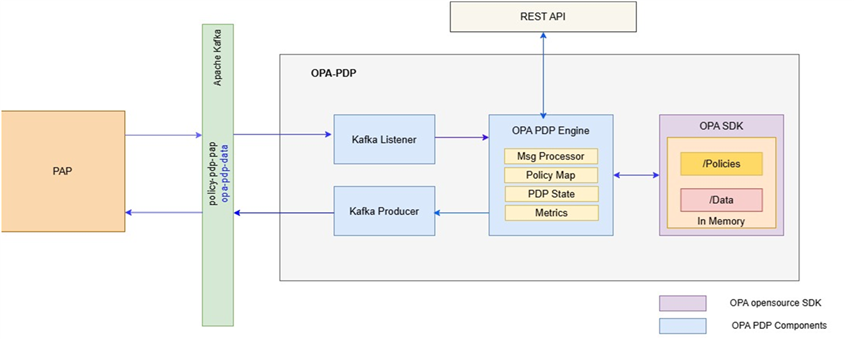 REST API
Apache Kafka
policy-pdp-pap
opa-pdp-data
OPA-PDP
PAP
Kafka Listener
Kafka Producer
OPA PDP Engine
Msg Processor
Policy Map
PDP State
Metrics
OPA SDK
/Policies
/Data
In Memory
OPA opensource SDK
OPA PDP Components